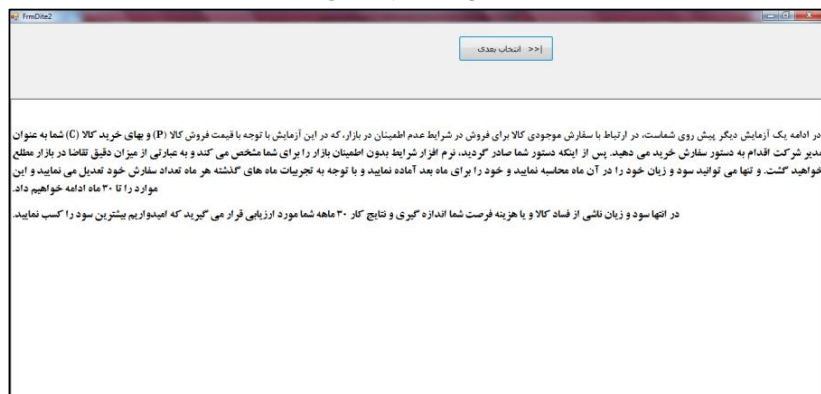 FrmDite2
انتخاب بعدی >>|
در ادامه یک آزمایش دیگر پیش روی شماست، در ارتباط با سفارش موجودی کالا برای فروش در شرایط عدم اطمینان در بازار، که در این آزمایش با توجه با قیمت فروش کالا (P) و بهای خرید کالا (C) شما به عنوان
مدیر شرکت اقدام به دستور سفارش خرید می دهید. پس از اینکه دستور شما صادر گردید، نرم افزار شرایط بدون اطمینان بازار را برای شما مشخص می کند و به عبارتی از میزان دقیق تقاضا در بازار مطلع
خواهید گشت. و تنها می توانید سود و زیان خود را در آن ماه محاسبه نمایید و خود را برای ماه بعد آماده نمایید و با توجه به تجربیات ماه های گذشته هر ماه تعداد سفارش خود تعدیل می نمایید و این
موارد را تا ۳۰ ماه ادامه خواهیم داد.
در انتها سود و زیان ناشی از فساد کالا و یا هزینه فرصت شما اندازه گیری و نتایج کار ۳۰ ماهه شما مورد ارزیابی قرار می گیرید که امیدواریم بیشترین سود را کسب نمایید.